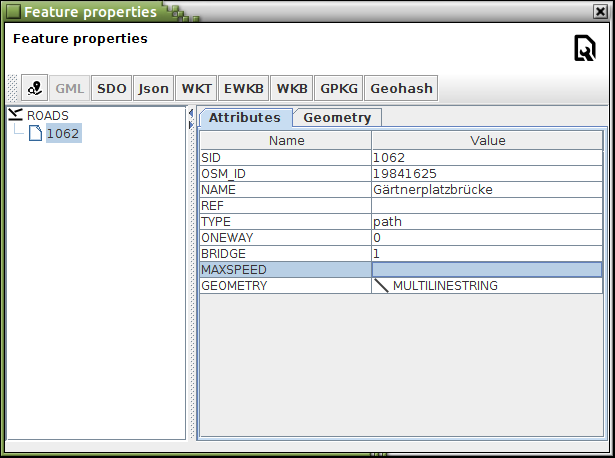 Feature properties
Feature properties
GML SDO Json WKT EWKB WKB GPKG Geohash
ROADS
1062
Attributes Geometry
Name Value
SID 1062
OSM_ID 19841625
NAME Gärtnerplatzbrücke
REF
TYPE path
ONEWAY 0
BRIDGE 1
MAXSPEED
GEOMETRY MULTILINESTRING